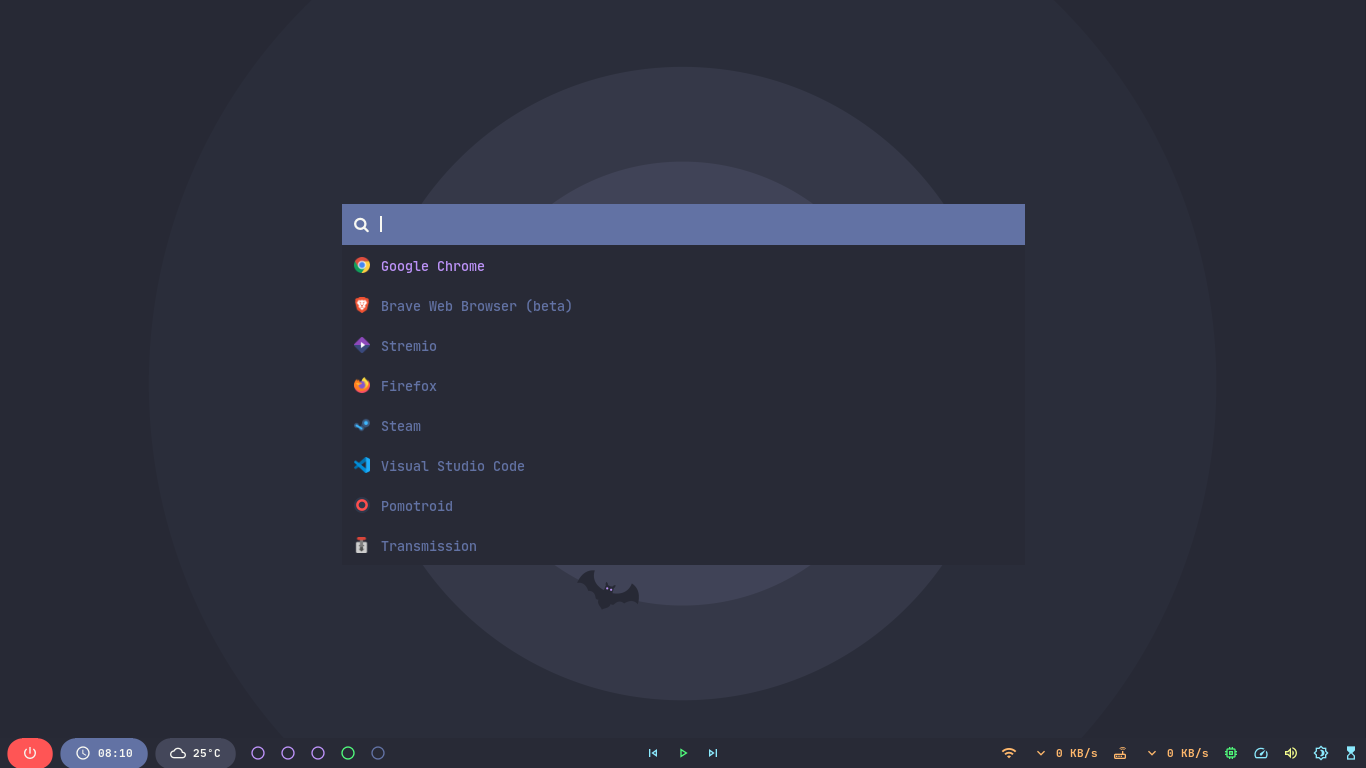 Google Chrome
Brave Web Browser (beta)
Stremio
Firefox
Steam
Visual Studio Code
Pomotroid
Transmission
08:10 25°C 0 KB/s 0 KB/s